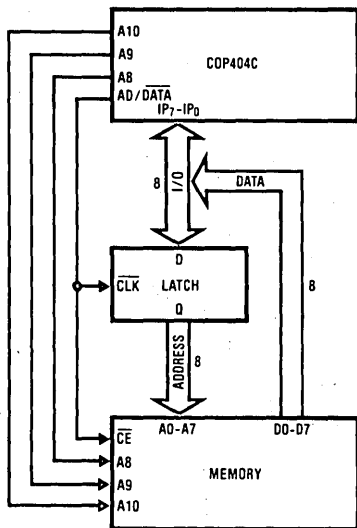 A10
A9
A8
AD/DATA
COP404C
IP7-IP0
8
I/O
DATA
8
D
CLK
LATCH
Q
ADDRESS
8
CE
A0-A7
D0-D7
A8
A9
A10
MEMORY